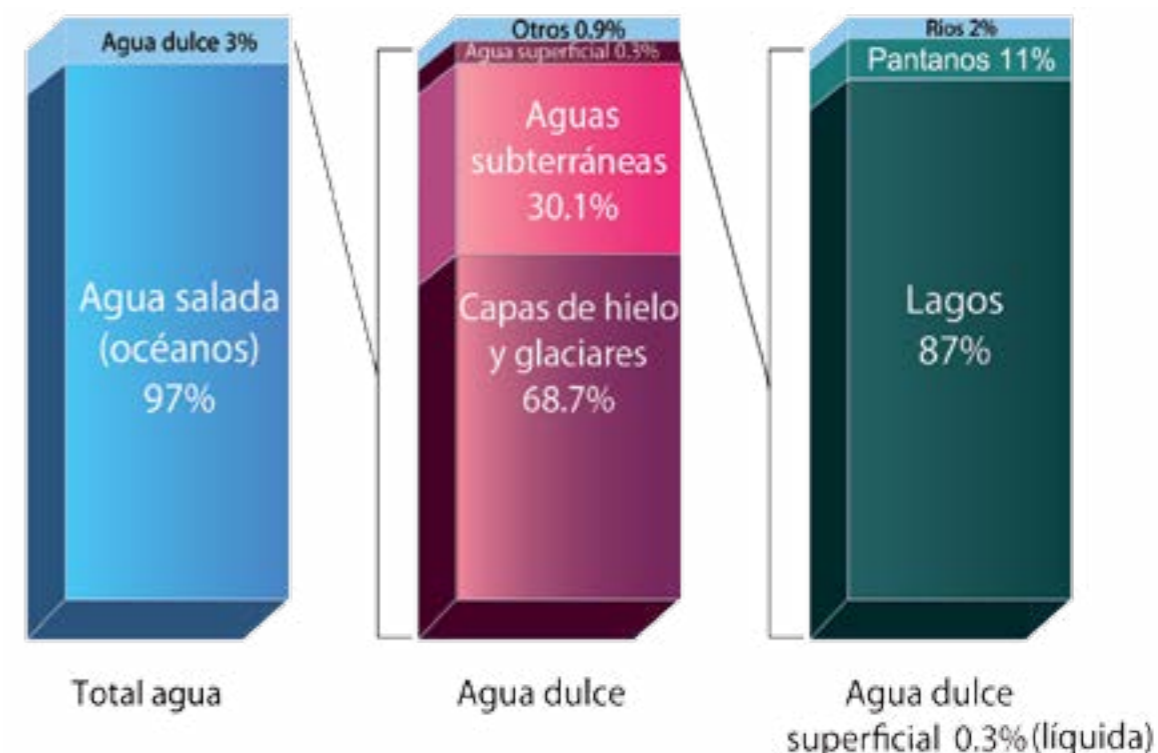 Agua dulce 3%
Agua salada
(océanos)
97%
Total agua
Otros 0.9%
Agua superficial 0.3%
Aguas
subterráneas
30.1%
Capas de hielo
y glaciares
68.7%
Agua dulce
Rios 2%
Pantanos 11%
Lagos
87%
Agua dulce
superficial 0.3% (líquida)